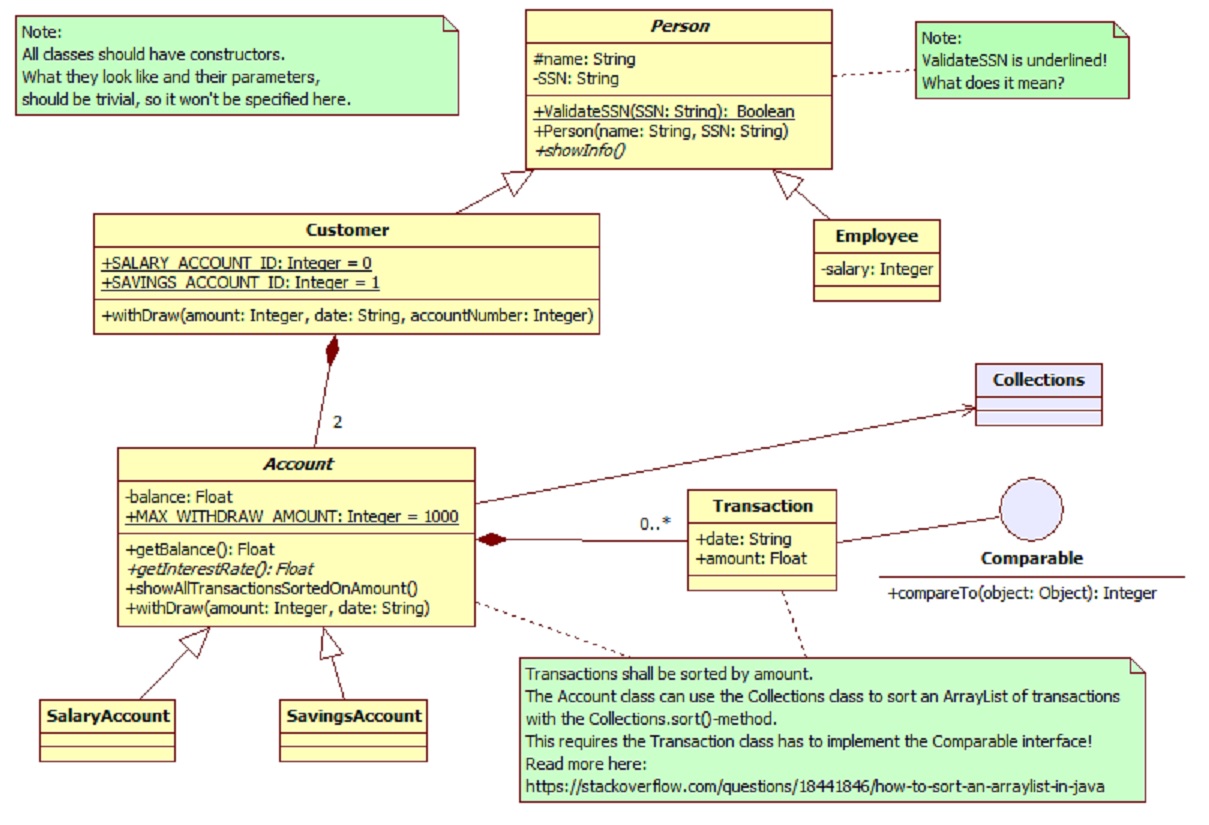 Note:
All classes should have constructors.
What they look like and their parameters,
should be trivial, so it won't be specified here.
Person
#name: String
-SSN: String
+ValidateSSN(SSN: String): Boolean
+Person(name: String, SSN: String)
+showInfo()
Note:
ValidateSSN is underlined!
What does it mean?
Customer
+SALARY_ACCOUNT_ID: Integer = 0
+SAVINGS_ACCOUNT_ID: Integer = 1
+withDraw(amount: Integer, date: String, accountNumber: Integer)
Employee
-salary: Integer
2
Collections
Account
-balance: Float
+MAX_WITHDRAW_AMOUNT: Integer = 1000
+getBalance(): Float
+getInterestRate(): Float
+showAllTransactionsSortedOnAmount()
+withDraw(amount: Integer, date: String)
0..*
Transaction
+date: String
+amount: Float
Comparable
+compareTo(object: Object): Integer
SalaryAccount
SavingsAccount
Transactions shall be sorted by amount.
The Account class can use the Collections class to sort an ArrayList of transactions
with the Collections.sort()-method.
This requires the Transaction class has to implement the Comparable interface!
Read more here:
https://stackoverflow.com/questions/18441846/how-to-sort-an-arraylist-in-java